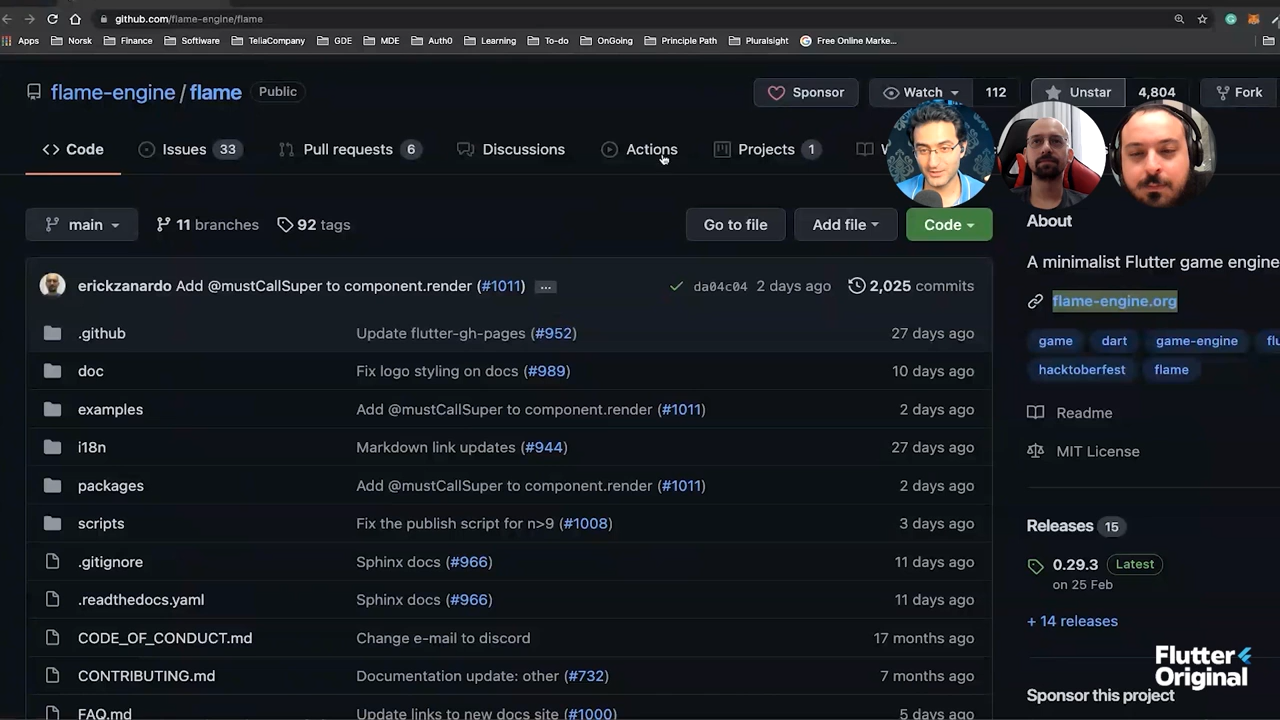 github.com/flame-engine/flame
Apps Norsk Finance Software TeliaCompany GDE MDE Auth0 Learning To-do OnGoing Principle Path Pluralsight Free Online Marke...
flame-engine / flame Public Sponsor Watch 112 Unstar 4,804 Fork
Code Issues 33 Pull requests 6 Discussions Actions Projects 1 W
main 11 branches 92 tags Go to file Add file Code
erickzanardo Add @mustCallSuper to component.render (#1011) ... da04c04 2 days ago 2,025 commits
.github Update flutter-gh-pages (#952) 27 days ago
doc Fix logo styling on docs (#989) 10 days ago
examples Add @mustCallSuper to component.render (#1011) 2 days ago
i18n Markdown link updates (#944) 27 days ago
packages Add @mustCallSuper to component.render (#1011) 2 days ago
scripts Fix the publish script for n>9 (#1008) 3 days ago
.gitignore Sphinx docs (#966) 11 days ago
.readthedocs.yaml Sphinx docs (#966) 11 days ago
CODE_OF_CONDUCT.md Change e-mail to discord 17 months ago
CONTRIBUTING.md Documentation update: other (#732) 7 months ago
FAQ.md Update links to new docs site (#1000) 5 days ago
About
A minimalist Flutter game engine
flame-engine.org
game dart game-engine flu
hacktoberfest flame
Readme
MIT License
Releases 15
0.29.3 Latest
on 25 Feb
+ 14 releases
Sponsor this project
Flutter
Original